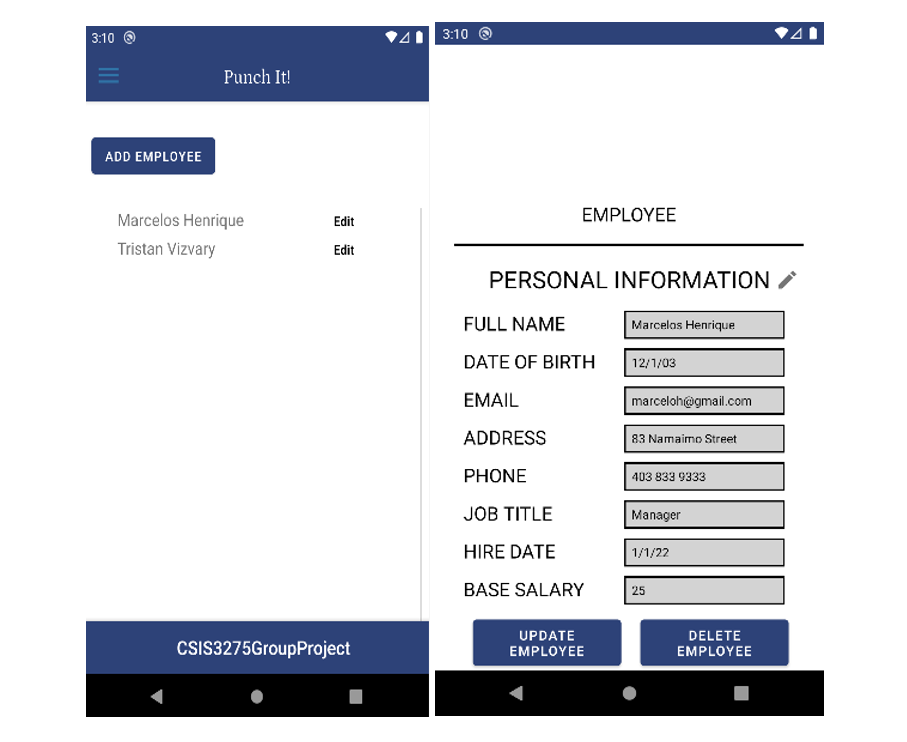 3:10
Punch It!
ADD EMPLOYEE
Marcelos Henrique Edit
Tristan Vizvary Edit
CSIS3275GroupProject
3:10
EMPLOYEE
PERSONAL INFORMATION
FULL NAME Marcelos Henrique
DATE OF BIRTH 12/1/03
EMAIL marceloh@gmail.com
ADDRESS 83 Namaimo Street
PHONE 403 833 9333
JOB TITLE Manager
HIRE DATE 1/1/22
BASE SALARY 25
UPDATE
EMPLOYEE
DELETE
EMPLOYEE